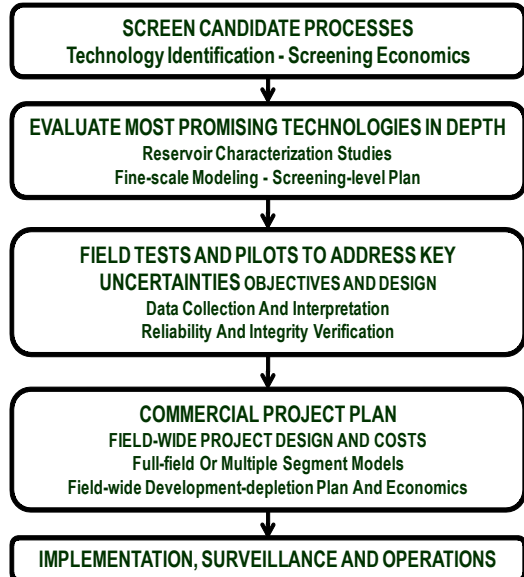 SCREEN CANDIDATE PROCESSES
Technology Identification - Screening Economics
EVALUATE MOST PROMISING TECHNOLOGIES IN DEPTH
Reservoir Characterization Studies
Fine-scale Modeling - Screening-level Plan
FIELD TESTS AND PILOTS TO ADDRESS KEY
UNCERTAINTIES OBJECTIVES AND DESIGN
Data Collection And Interpretation
Reliability And Integrity Verification
COMMERCIAL PROJECT PLAN
FIELD-WIDE PROJECT DESIGN AND COSTS
Full-field Or Multiple Segment Models
Field-wide Development-depletion Plan And Economics
IMPLEMENTATION, SURVEILLANCE AND OPERATIONS